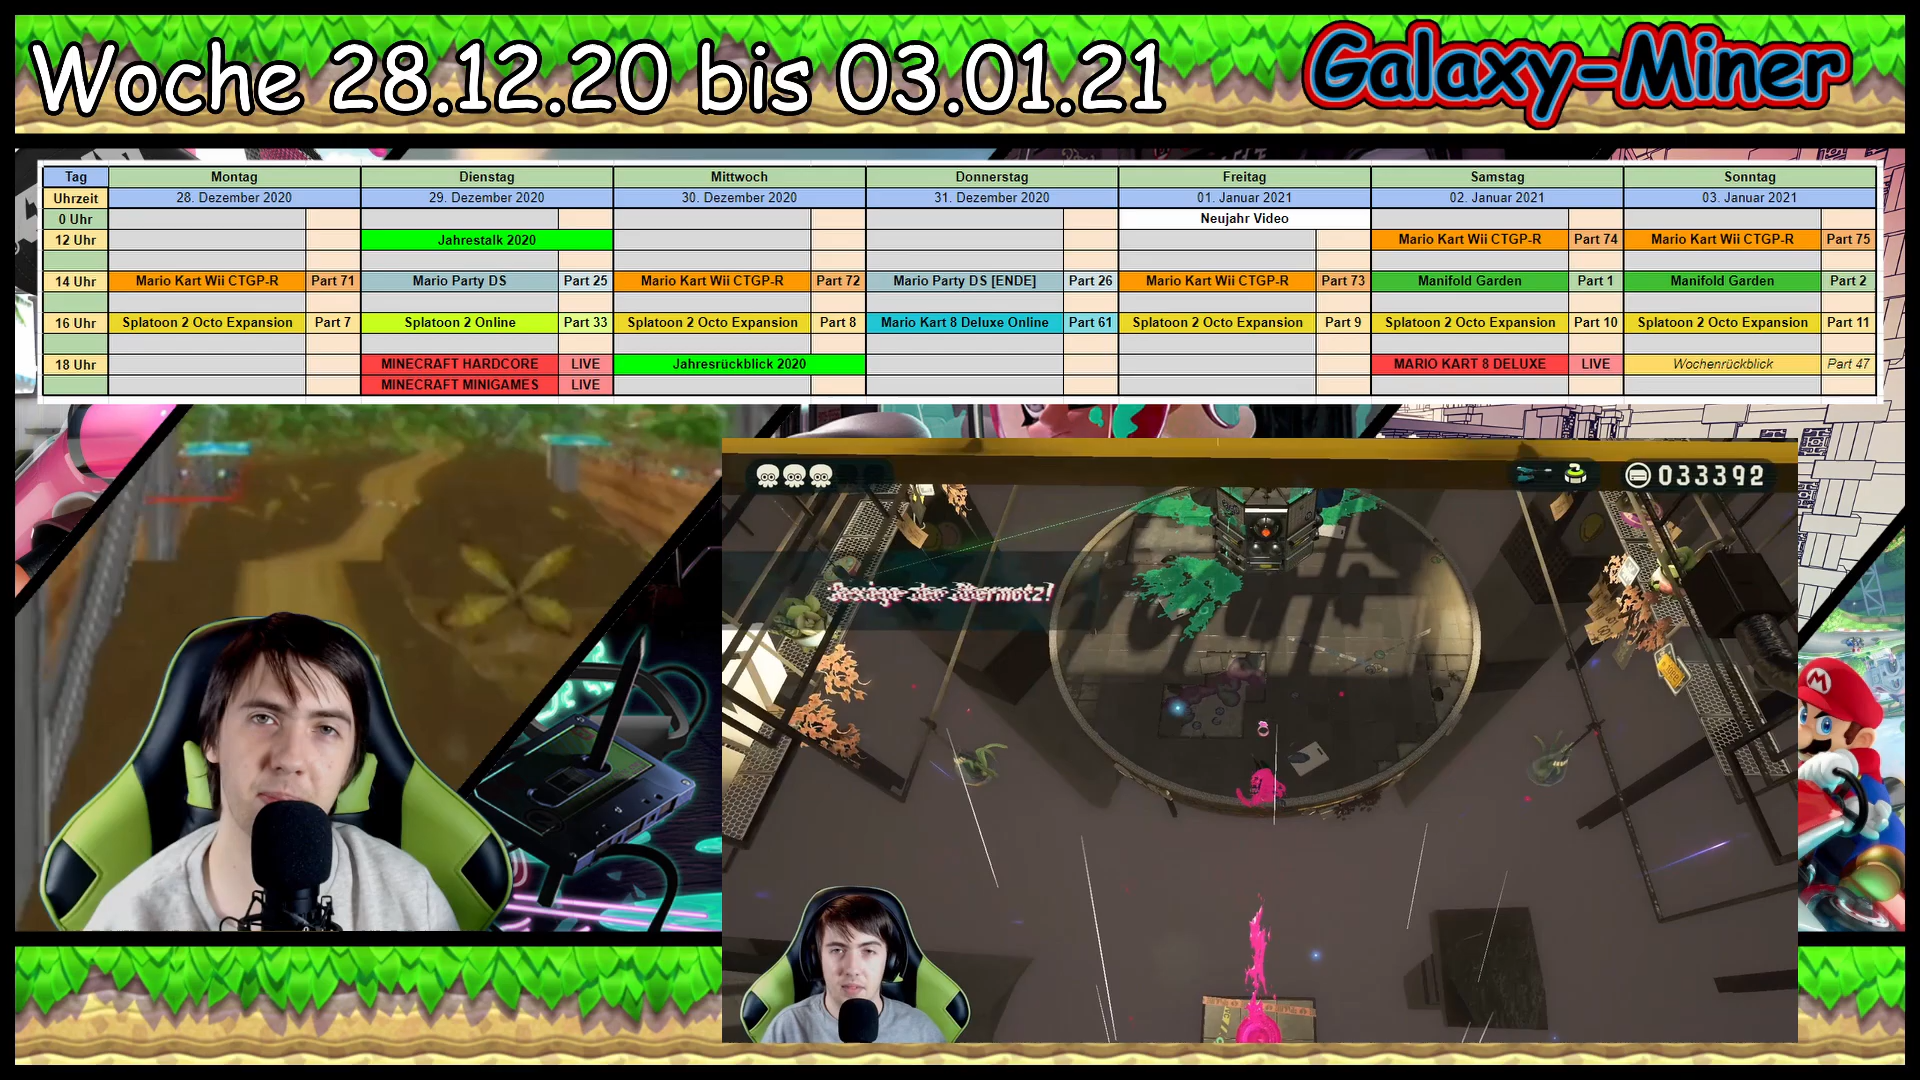 Woche 28.12.20 bis 03.01.21
Galaxy-Miner
Tag Montag Dienstag Mittwoch Donnerstag Freitag Samstag Sonntag
Uhrzeit 28. Dezember 2020 29. Dezember 2020 30. Dezember 2020 31. Dezember 2020 01. Januar 2021 02. Januar 2021 03. Januar 2021
0 Uhr Neujahr Video
12 Uhr Jahrestalk 2020 Mario Kart Wii CTGP-R Part 74 Mario Kart Wii CTGP-R Part 75
14 Uhr Mario Kart Wii CTGP-R Part 71 Mario Party DS Part 25 Mario Kart Wii CTGP-R Part 72 Mario Party DS [ENDE] Part 26 Mario Kart Wii CTGP-R Part 73 Manifold Garden Part 1 Manifold Garden Part 2
16 Uhr Splatoon 2 Octo Expansion Part 7 Splatoon 2 Online Part 33 Splatoon 2 Octo Expansion Part 8 Mario Kart 8 Deluxe Online Part 61 Splatoon 2 Octo Expansion Part 9 Splatoon 2 Octo Expansion Part 10 Splatoon 2 Octo Expansion Part 11
18 Uhr MINECRAFT HARDCORE LIVE Jahresrückblick 2020 MARIO KART 8 DELUXE LIVE Wochenrückblick Part 47
MINECRAFT MINIGAMES LIVE
033392
Besiege den Übermotz!
M